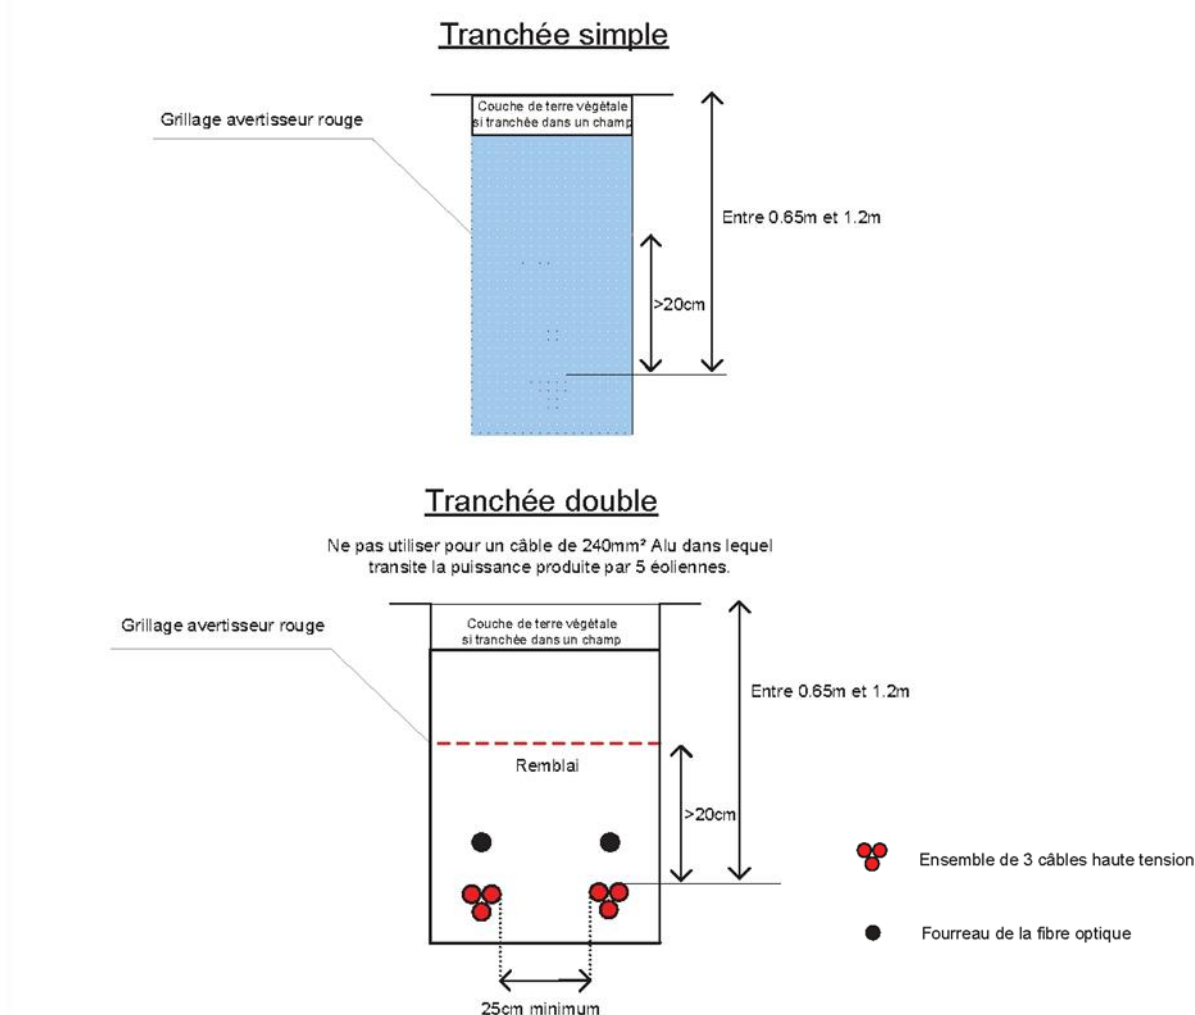 Tranchée simple
Grillage avertisseur rouge
Couche de terre végétale
si tranchée dans un champ
Entre 0.65m et 1.2m
>20cm
Tranchée double
Ne pas utiliser pour un câble de 240mm² Alu dans lequel
transite la puissance produite par 5 éoliennes.
Grillage avertisseur rouge
Couche de terre végétale
si tranchée dans un champ
Entre 0.65m et 1.2m
Remblai
>20cm
Ensemble de 3 câbles haute tension
Fourreau de la fibre optique
25cm minimum